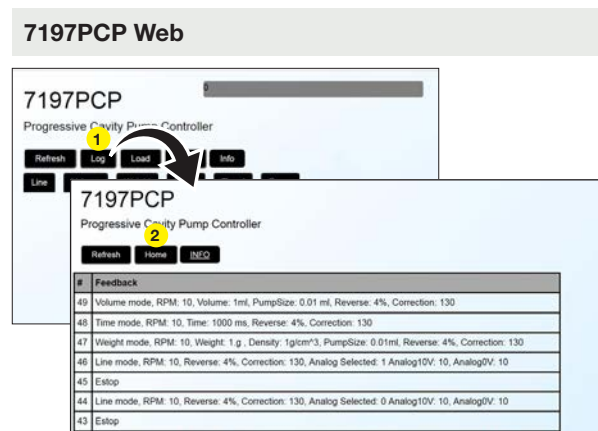 7197PCP Web
0
7197PCP
Progressive Cavity Pump Controller
1
Refresh Log Load Info
Line
7197PCP
Progressive Cavity Pump Controller
2
Refresh Home INFO
# Feedback
49 Volume mode, RPM: 10, Volume: 1ml, PumpSize: 0.01 ml, Reverse: 4%, Correction: 130
48 Time mode, RPM: 10, Time: 1000 ms, Reverse: 4%, Correction: 130
47 Weight mode, RPM: 10, Weight: 1.g , Density: 1g/cm^3, PumpSize: 0.01ml, Reverse: 4%, Correction: 130
46 Line mode, RPM: 10, Reverse: 4%, Correction: 130, Analog Selected: 1 Analog10V: 10, Analog0V: 10
45 Estop
44 Line mode, RPM: 10, Reverse: 4%, Correction: 130, Analog Selected: 0 Analog10V: 10, Analog0V: 10
43 Estop